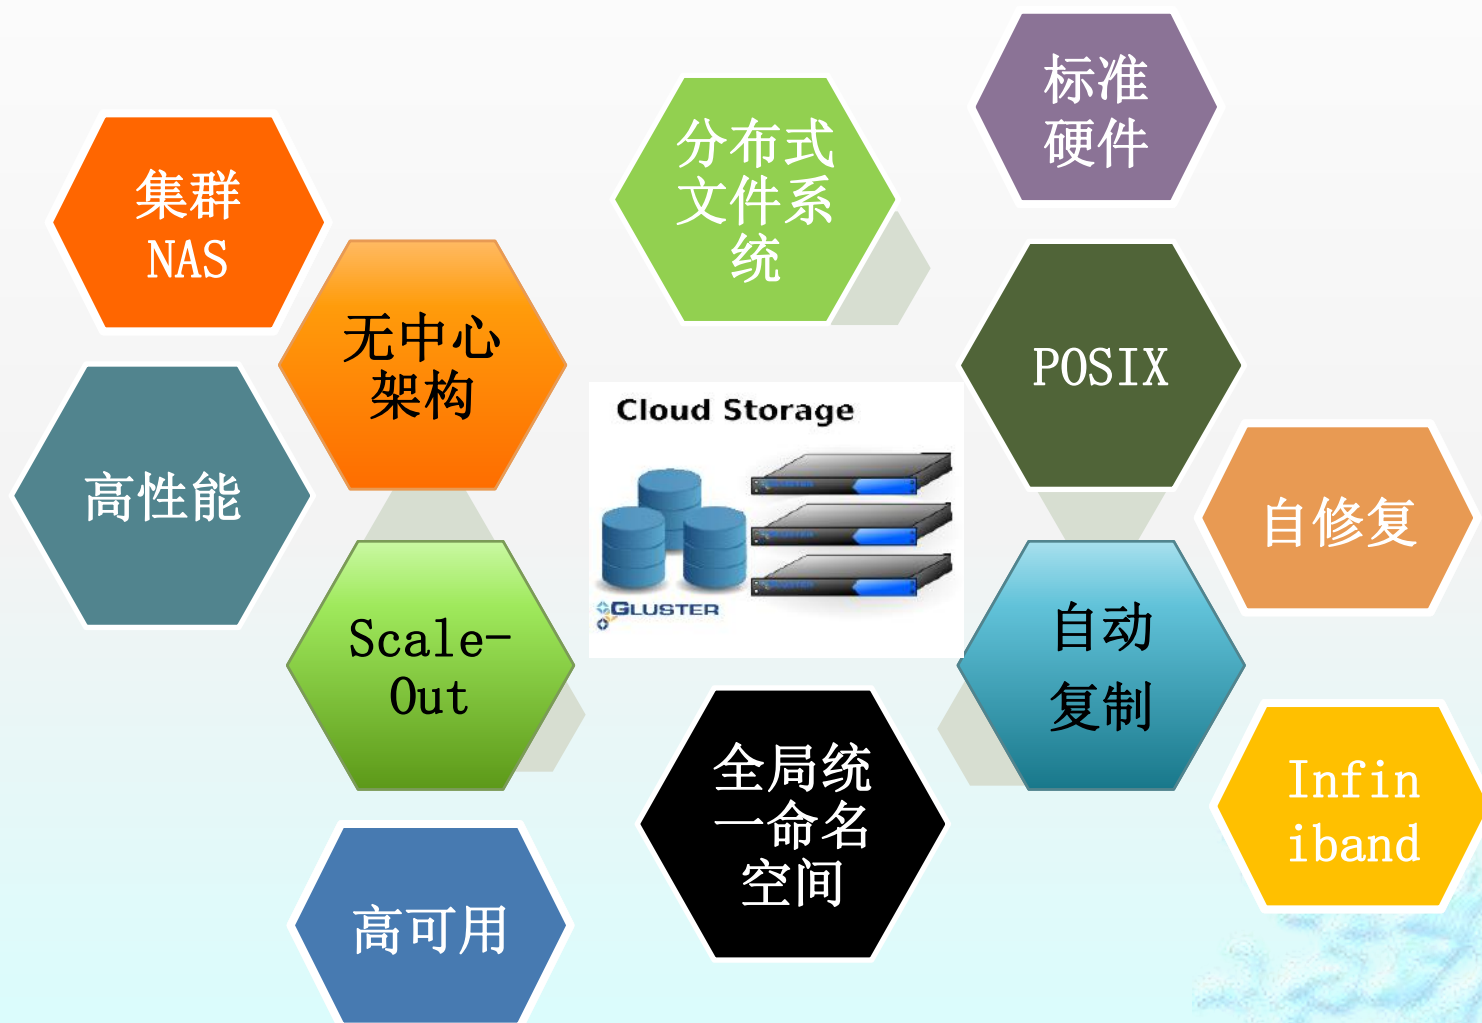 标准
硬件
分布式
文件系
统
集群
NAS
无中心
架构
POSIX
Cloud Storage
高性能
GLUSTER
自修复
Scale-
Out
自动
复制
全局统
一命名
空间
Infin
iband
高可用